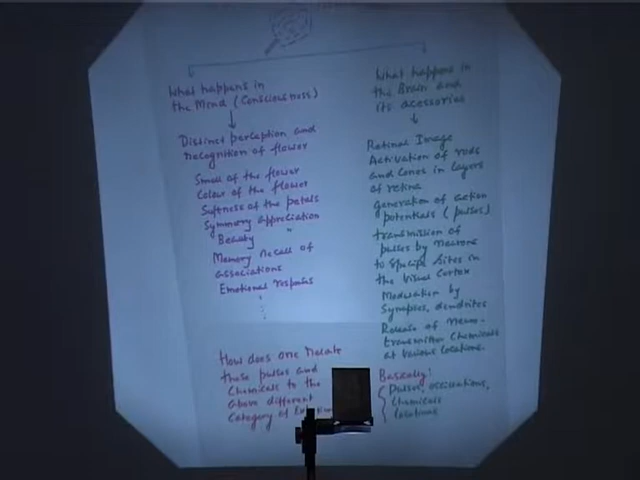 What happens in
the Mind (Consciousness)
Distinct perception and
recognition of flower
Smell of the flower
Colour of the flower
Softness of the petals
Symmetry appreciation
Beauty "
Memory Recall of
associations
Emotional response
How does one relate
these pulses and
Chemicals to the
above different
Category of
What happens in
the Brain and
its acessories
Retinal Image
Activation of rods
and Cones in layers
of retina
generation of action
potentials (pulses)
transmission of
pulses by neurons
to specific sites in
the Visual Cortex
Modulation by
Synapses, dendrites
Release of neuro-
transmitter Chemicals
at various locations.
Basically:
Pulses, oscillations,
Chemicals
locations